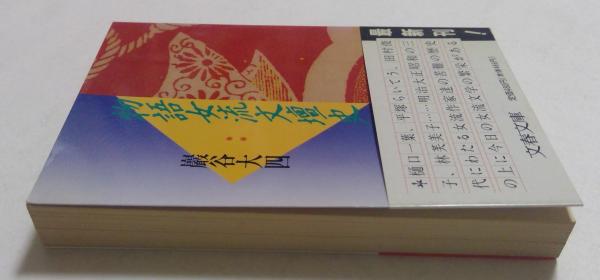 物語女流文壇史
巖谷大四
最新刊!
*樋口一葉、平塚らいてう、田村俊
子、林芙美子……明治大正昭和の三
代にわたる女流作家達の苦難の歴史
の上に今日の女流文学の繁栄がある
文春文庫